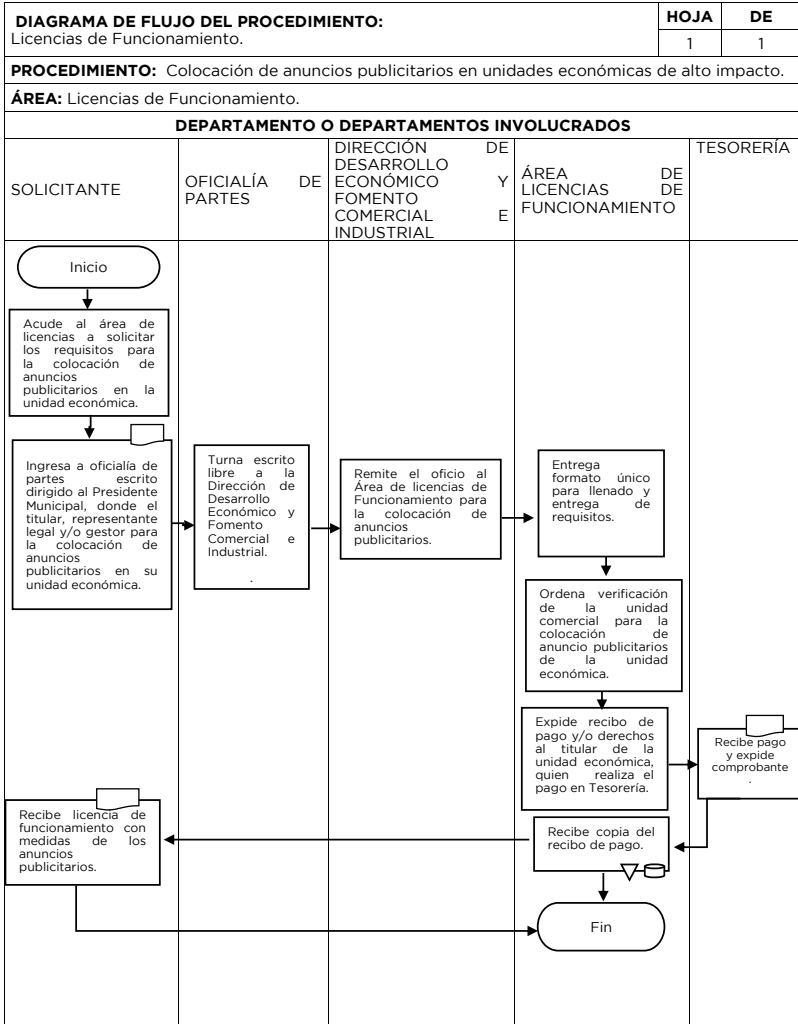 DIAGRAMA DE FLUJO DEL PROCEDIMIENTO:
Licencias de Funcionamiento.
HOJA DE
1 1
PROCEDIMIENTO: Colocación de anuncios publicitarios en unidades económicas de alto impacto.
ÁREA: Licencias de Funcionamiento.
DEPARTAMENTO O DEPARTAMENTOS INVOLUCRADOS
SOLICITANTE
OFICIALÍA DE
PARTES
DIRECCIÓN DE
DESARROLLO
ECONÓMICO Y
FOMENTO
COMERCIAL E
INDUSTRIAL
ÁREA DE
LICENCIAS DE
FUNCIONAMIENTO
TESORERÍA
Inicio
Acude al área de
licencias a solicitar
los requisitos para
la colocación de
anuncios
publicitarios en la
unidad económica.
Ingresa a oficialía de
partes escrito
dirigido al Presidente
Municipal, donde el
titular, representante
legal y/o gestor para
la colocación de
anuncios
publicitarios en su
unidad económica.
Turna escrito
libre a la
Dirección de
Desarrollo
Económico y
Fomento
Comercial e
Industrial.
.
Remite el oficio al
Área de licencias de
Funcionamiento para
la colocación de
anuncios
publicitarios.
Entrega
formato único
para llenado y
entrega de
requisitos.
Ordena verificación
de la unidad
comercial para la
colocación de
anuncio publicitarios
de la unidad
económica.
Expide recibo de
pago y/o derechos
al titular de la
unidad económica,
quien realiza el
pago en Tesorería.
Recibe pago
y expide
comprobante
.
Recibe copia del
recibo de pago.
Recibe licencia de
funcionamiento con
medidas de los
anuncios
publicitarios.
Fin